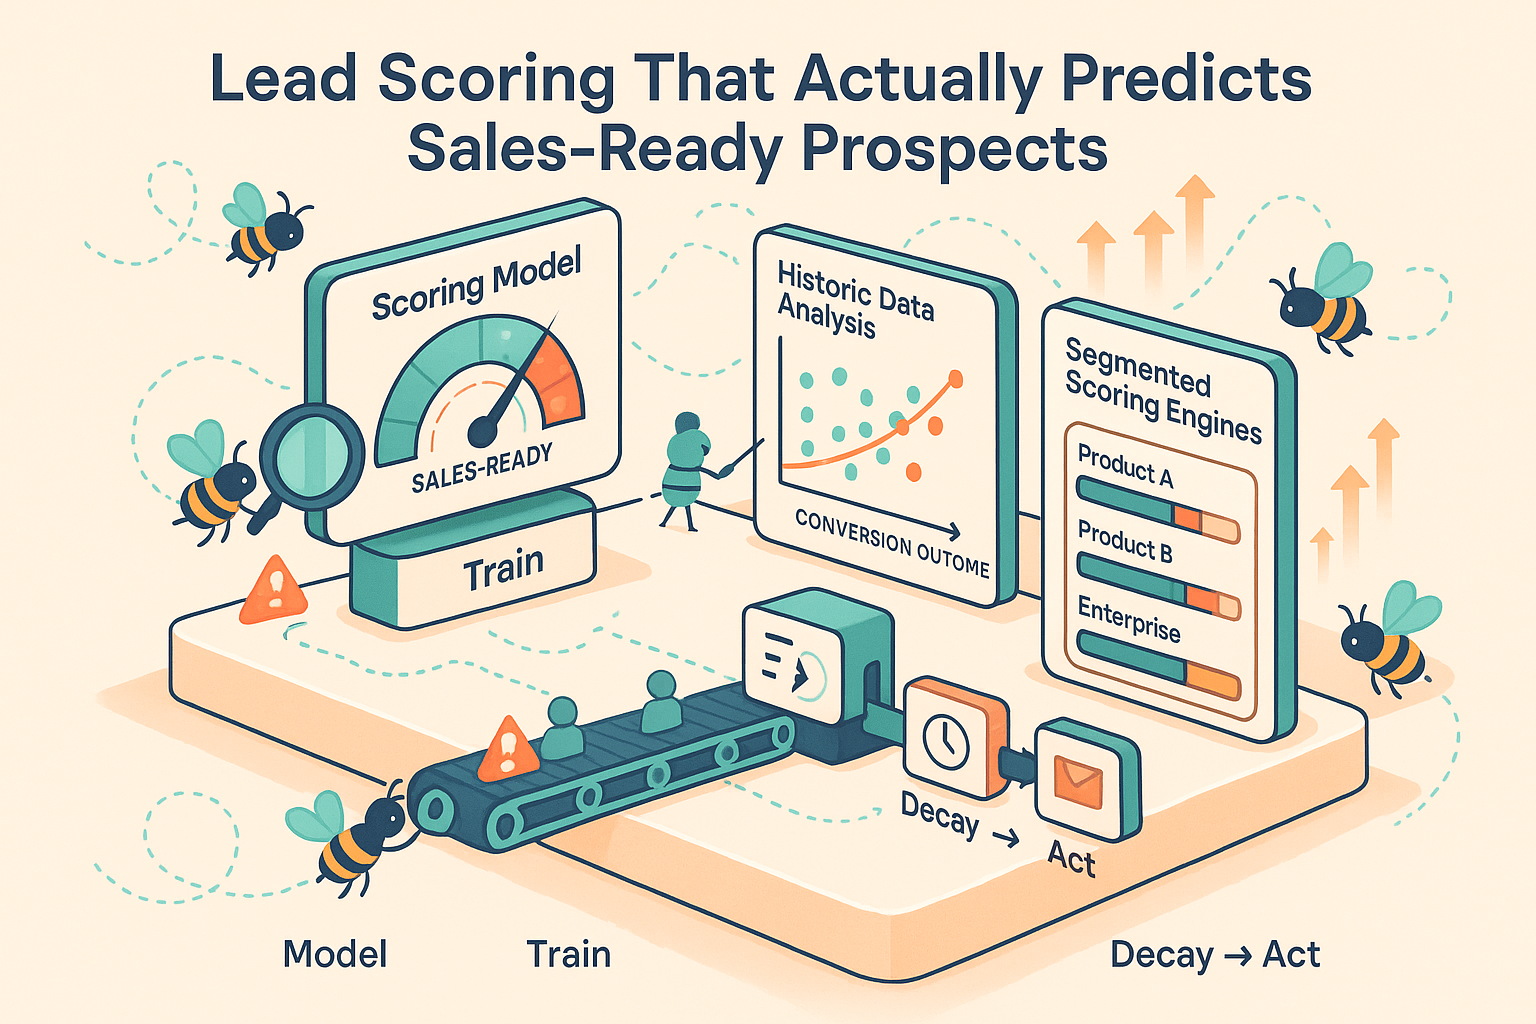 Lead Scoring That Actually Predicts
Sales-Ready Prospects
Scoring Model
SALES-READY
Train
Historic Data
Analysis
CONVERSION OUTOME
Segmented
Scoring Engines
Product A
Product B
Enterprise
Decay →
Act
Model
Train
Decay → Act